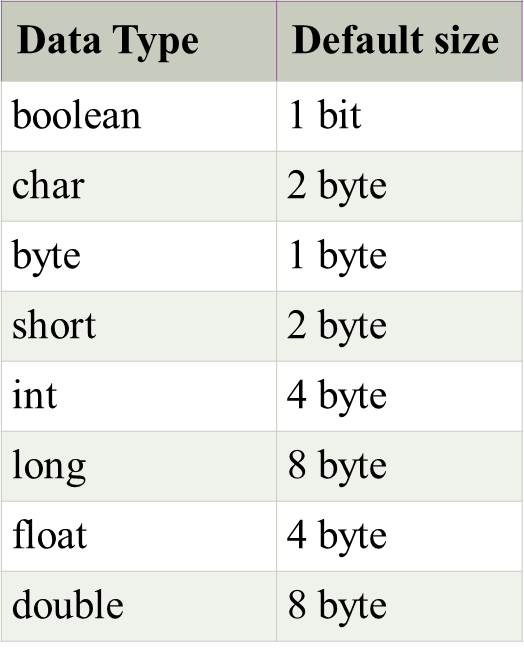 Data Type Default size
boolean 1 bit
char 2 byte
byte 1 byte
short 2 byte
int 4 byte
long 8 byte
float 4 byte
double 8 byte